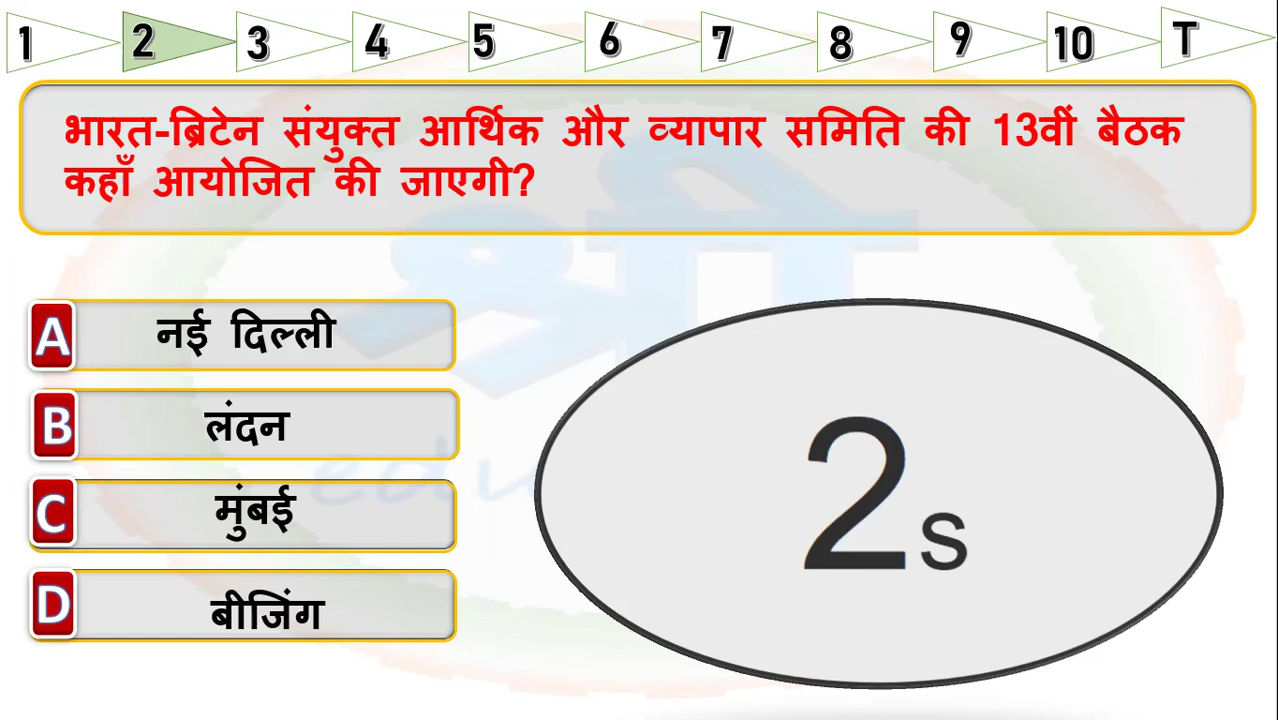 1 2 3 4 5 6 7 8 9 10 T
भारत-ब्रिटेन संयुक्त आर्थिक और व्यापार समिति की 13वीं बैठक
कहाँ आयोजित की जाएगी?
A नई दिल्ली
B लंदन
C मुंबई
D बीजिंग
2s
श्री